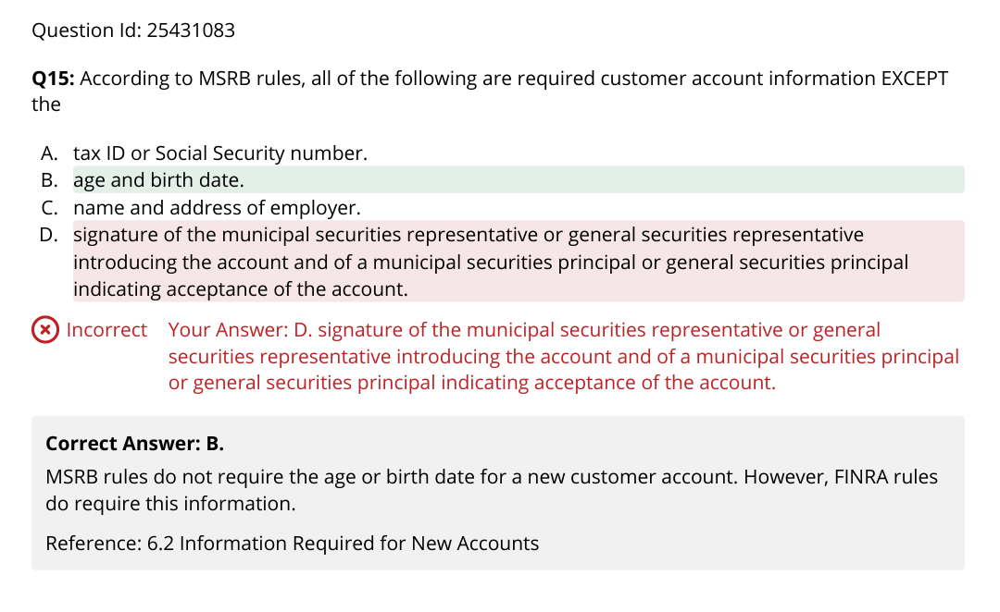 Question Id: 25431083
Q15: According to MSRB rules, all of the following are required customer account information EXCEPT
the
A. tax ID or Social Security number.
B. age and birth date.
C. name and address of employer.
D. signature of the municipal securities representative or general securities representative
introducing the account and of a municipal securities principal or general securities principal
indicating acceptance of the account.
Incorrect Your Answer: D. signature of the municipal securities representative or general
securities representative introducing the account and of a municipal securities principal
or general securities principal indicating acceptance of the account.
Correct Answer: B.
MSRB rules do not require the age or birth date for a new customer account. However, FINRA rules
do require this information.
Reference: 6.2 Information Required for New Accounts